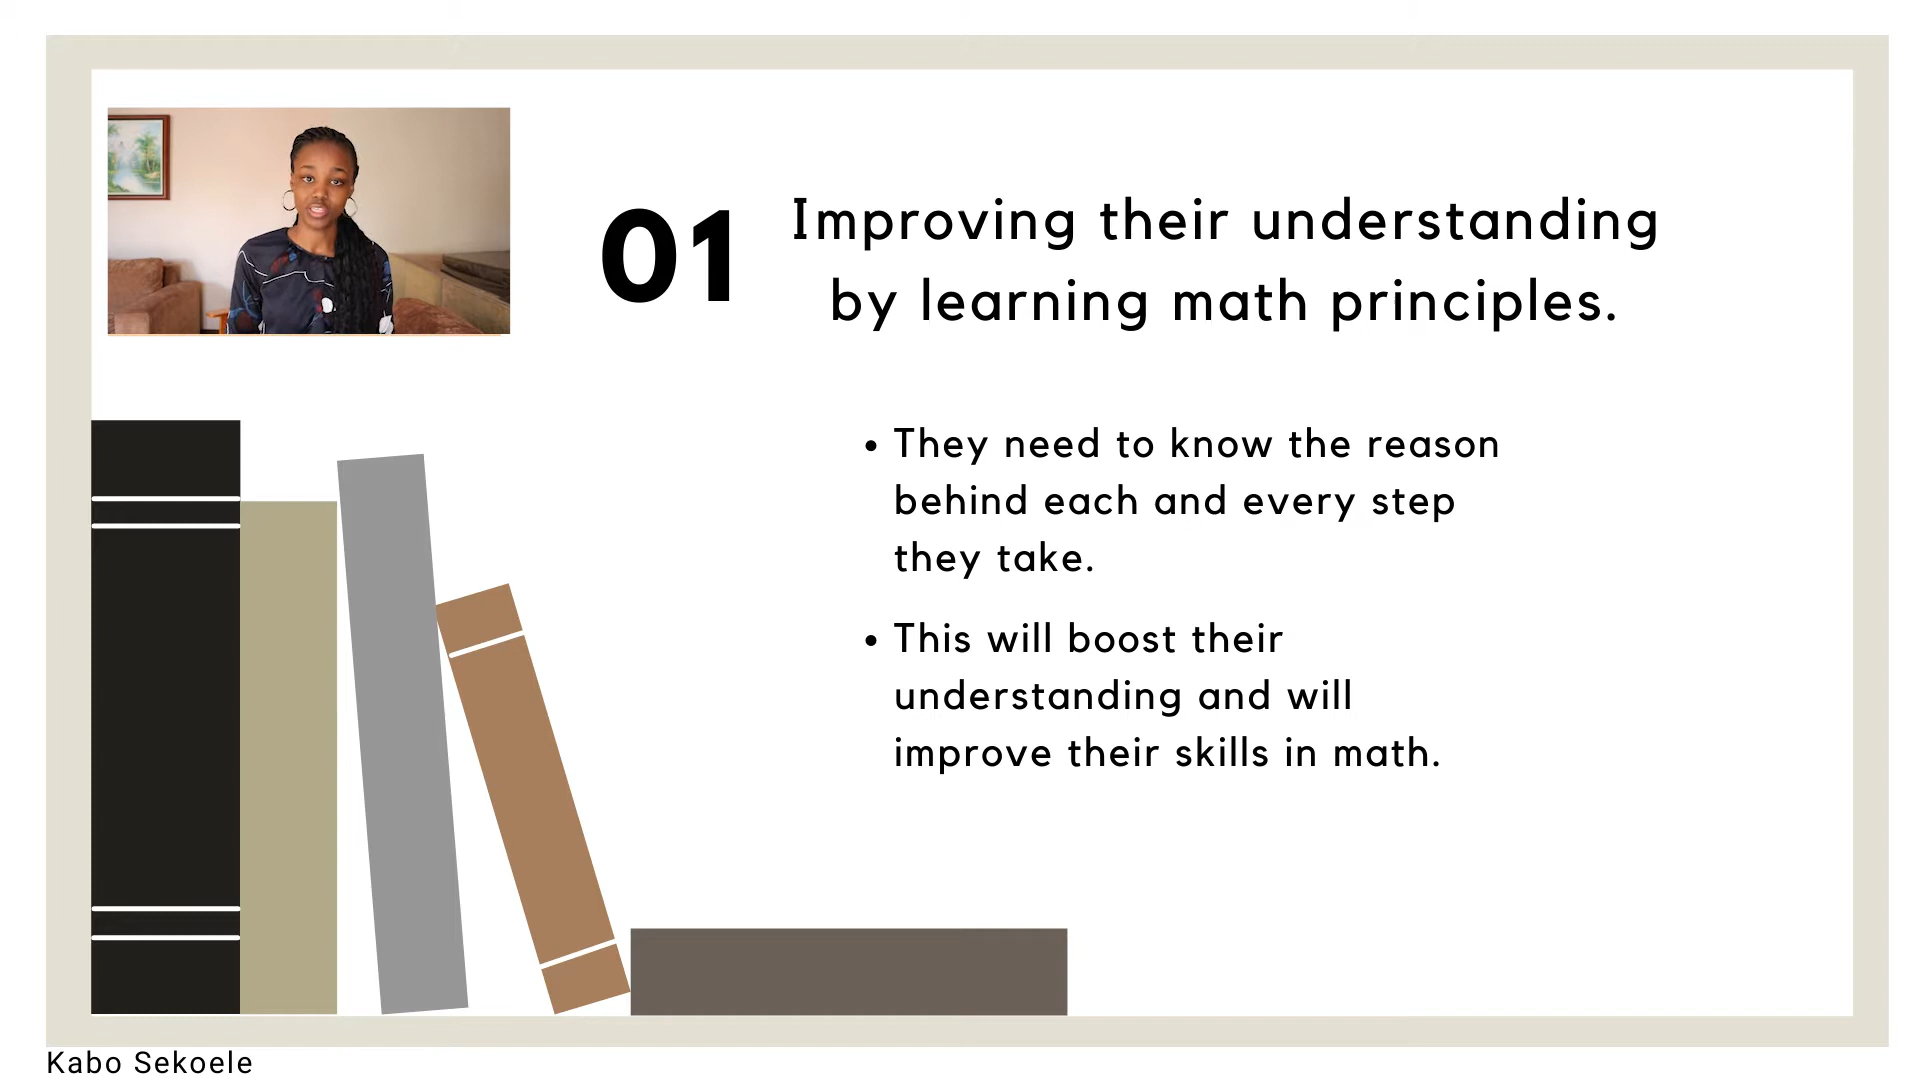 01
Improving their understanding
by learning math principles.
• They need to know the reason
behind each and every step
they take.
• This will boost their
understanding and will
improve their skills in math.
Kabo Sekoele